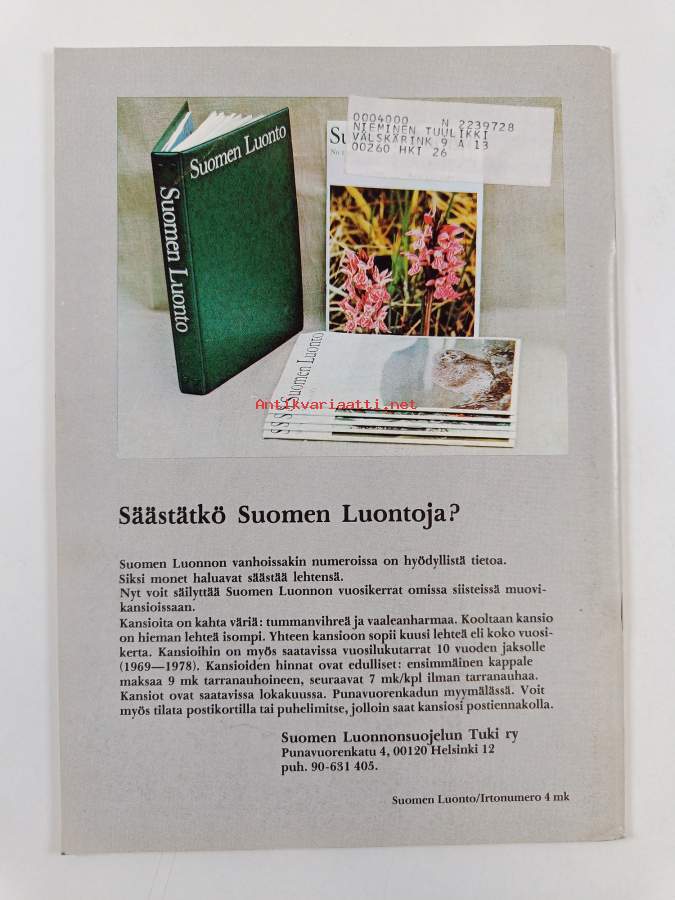 0004000 N 2239728
NIEMINEN TUULIKKI
VÄLSKÄRINK 9 A 13
00260 HKI 26
Suomen Luonto
Suomen Luonto
Suomen Luonto
Antikvariaatti.net
Säästätkö Suomen Luontoja?
Suomen Luonnon vanhoissakin numeroissa on hyödyllistä tietoa.
Siksi monet haluavat säästää lehtensä.
Nyt voit säilyttää Suomen Luonnon vuosikerrat omissa siisteissä muovi-
kansioissaan.
Kansioita on kahta väriä: tummanvihreä ja vaaleanharmaa. Kooltaan kansio
on hieman lehteä isompi. Yhteen kansioon sopii kuusi lehteä eli koko vuosi-
kerta. Kansioihin on myös saatavissa vuosilukutarrat 10 vuoden jaksolle
(1969—1978). Kansioiden hinnat ovat edulliset: ensimmäinen kappale
maksaa 9 mk tarranauhoineen, seuraavat 7 mk/kpl ilman tarranauhaa.
Kansiot ovat saatavissa lokakuussa. Punavuorenkadun myymälässä. Voit
myös tilata postikortilla tai puhelimitse, jolloin saat kansiosi postiennakolla.
Suomen Luonnonsuojelun Tuki ry
Punavuorenkatu 4, 00120 Helsinki 12
puh. 90-631 405.
Suomen Luonto/Irtonumero 4 mk